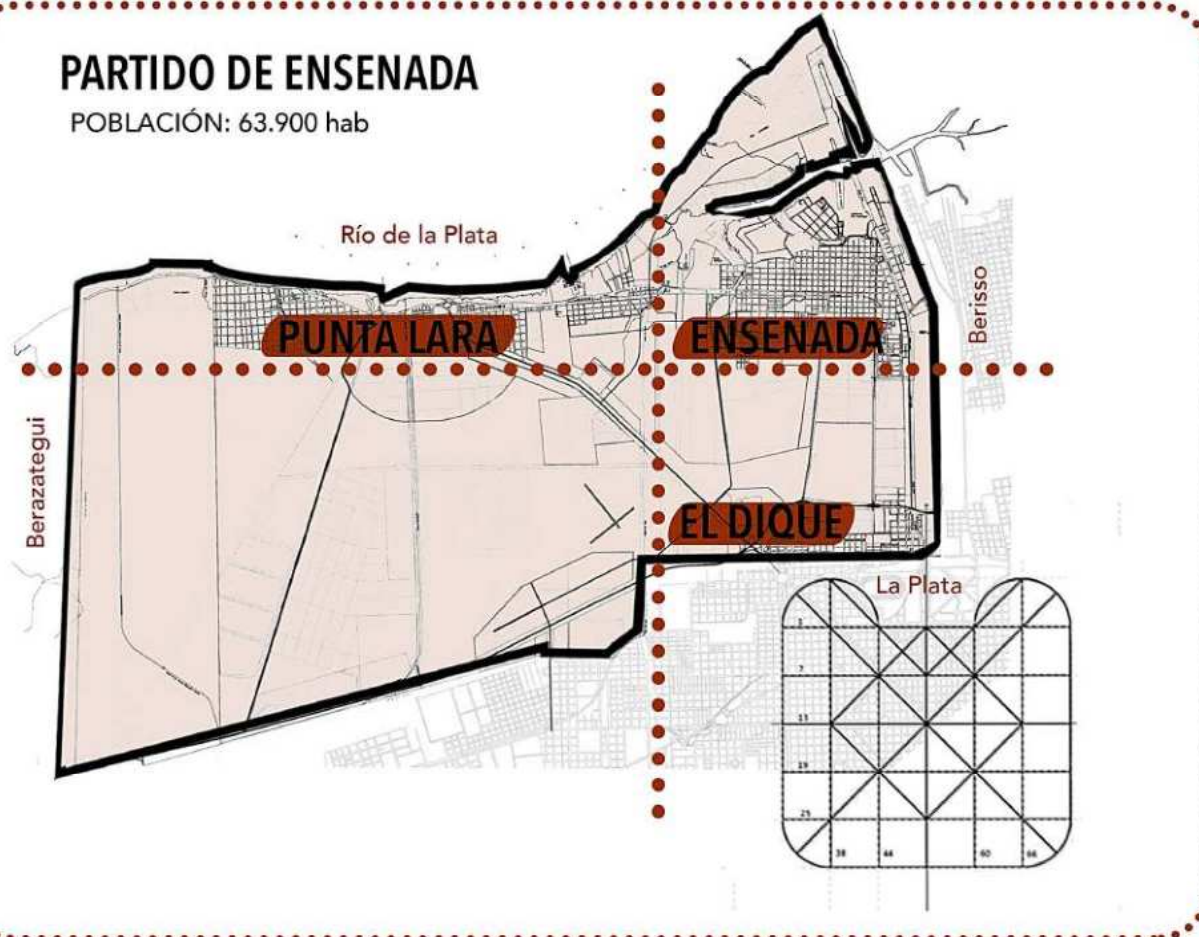 PARTIDO DE ENSENADA
POBLACIÓN: 63.900 hab
Río de la Plata
PUNTA LARA
ENSENADA
Berisso
Berazategui
EL DIQUE
La Plata
1
7
13
19
25
38
44
60
66